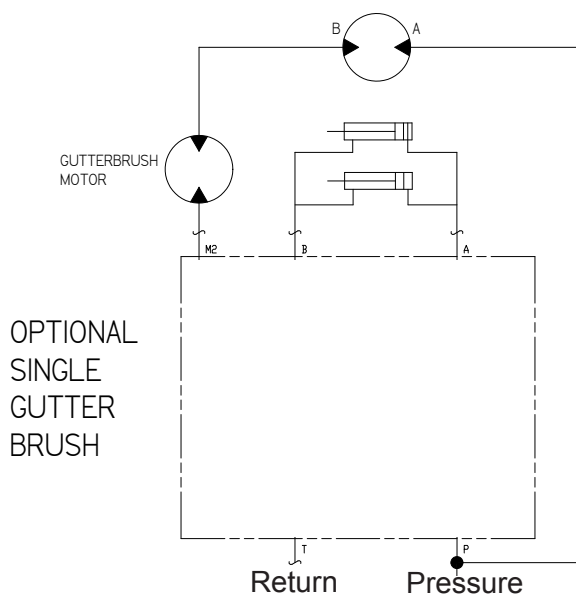 B
A
GUTTERBRUSH
MOTOR
M2
B
A
OPTIONAL
SINGLE
GUTTER
BRUSH
T
P
Return
Pressure